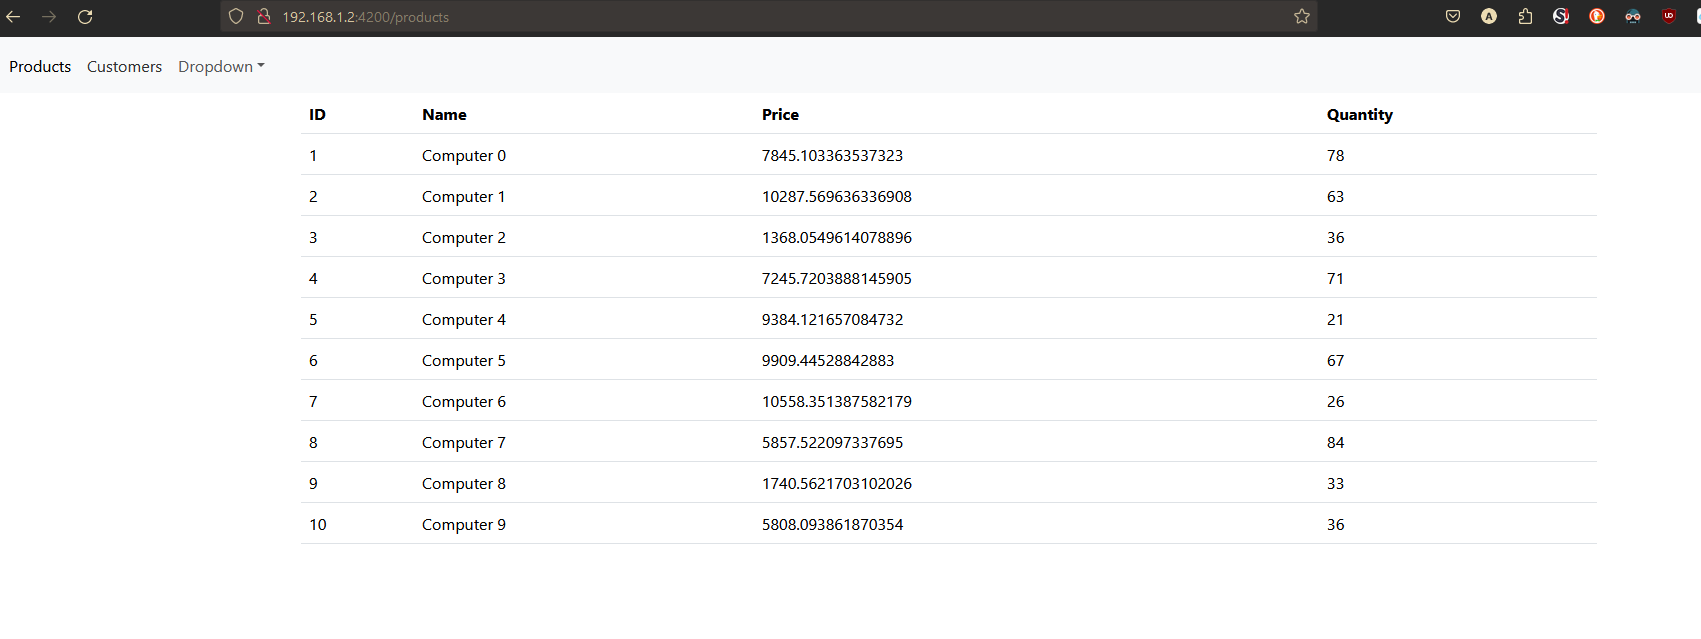 192.168.1.2:4200/products
Products Customers Dropdown
ID Name Price Quantity
1 Computer 0 7845.103363537323 78
2 Computer 1 10287.569636336908 63
3 Computer 2 1368.0549614078896 36
4 Computer 3 7245.7203888145905 71
5 Computer 4 9384.121657084732 21
6 Computer 5 9909.44528842883 67
7 Computer 6 10558.351387582179 26
8 Computer 7 5857.522097337695 84
9 Computer 8 1740.5621703102026 33
10 Computer 9 5808.093861870354 36